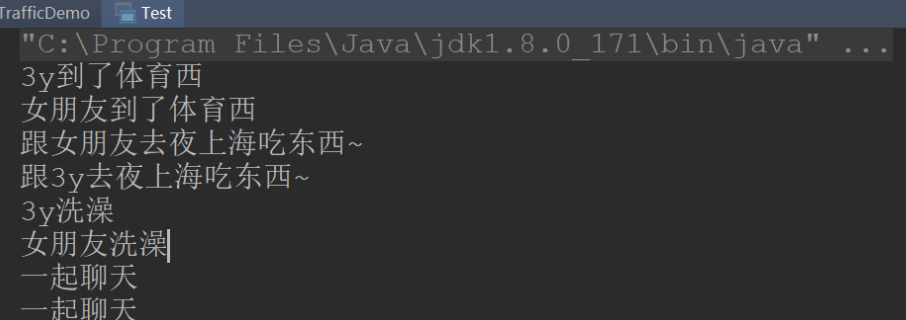 TrafficDemo Test
"C:\Program Files\Java\jdk1.8.0_171\bin\java" ...
3y到了体育西
女朋友到了体育西
跟女朋友去夜上海吃东西~
跟3y去夜上海吃东西~
3y洗澡
女朋友洗澡
一起聊天
一起聊天